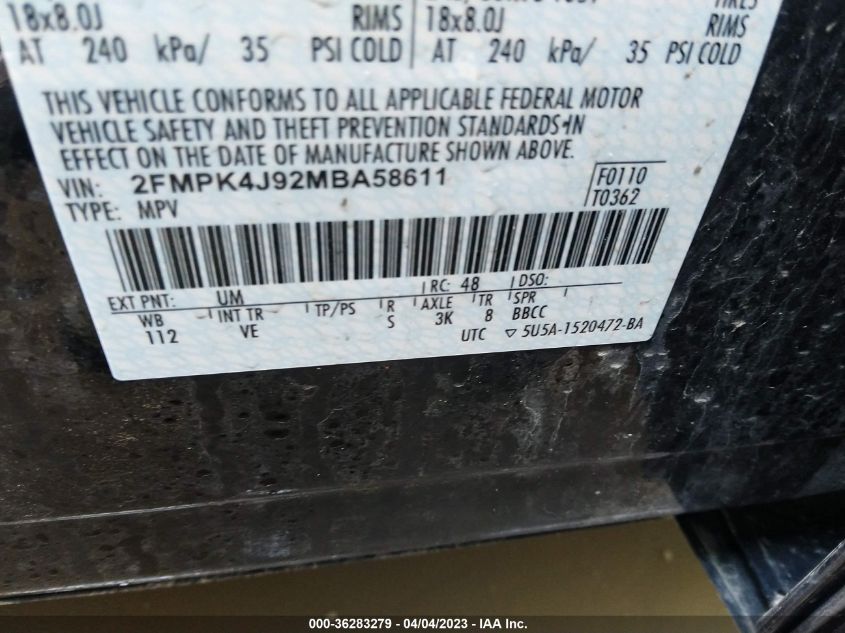 18x8.0J RIMS 18x8.0J RIMS
AT 240 kPa/ 35 PSI COLD AT 240 kPa/ 35 PSI COLD
THIS VEHICLE CONFORMS TO ALL APPLICABLE FEDERAL MOTOR
VEHICLE SAFETY AND THEFT PREVENTION STANDARDS IN
EFFECT ON THE DATE OF MANUFACTURE SHOWN ABOVE.
VIN: 2FMPK4J92MBA58611 F0110
TYPE: MPV T0362
EXT PNT: UM RC: 48 DSO:
WB INT TR TP/PS R AXLE TR SPR
112 VE S 3K 8 BBCC
UTC ▽ 5U5A-1520472-BA
000-36283279 - 04/04/2023 - IAA Inc.